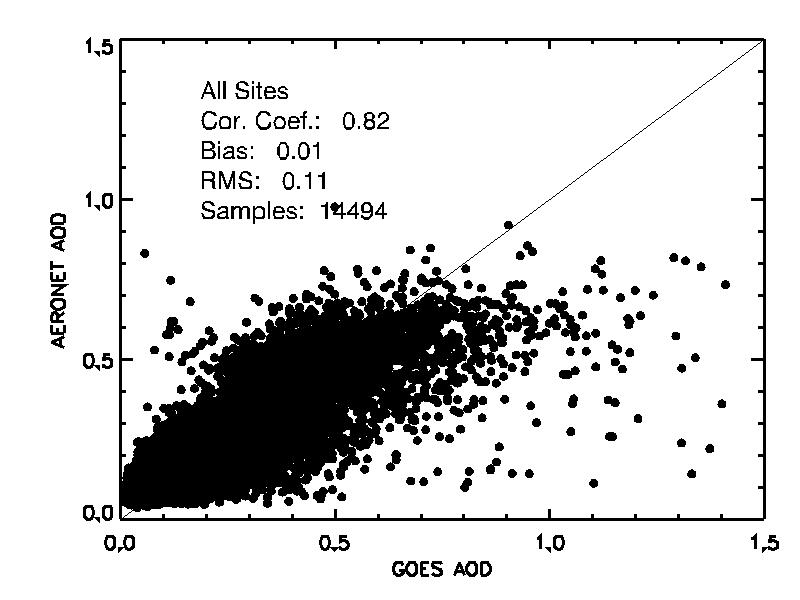 1.5
All Sites
Cor. Coef.: 0.82
Bias: 0.01
RMS: 0.11
Samples: 14494
1.0
AERONET AOD
0.5
0.0
0.0 0.5 1.0 1.5
GOES AOD